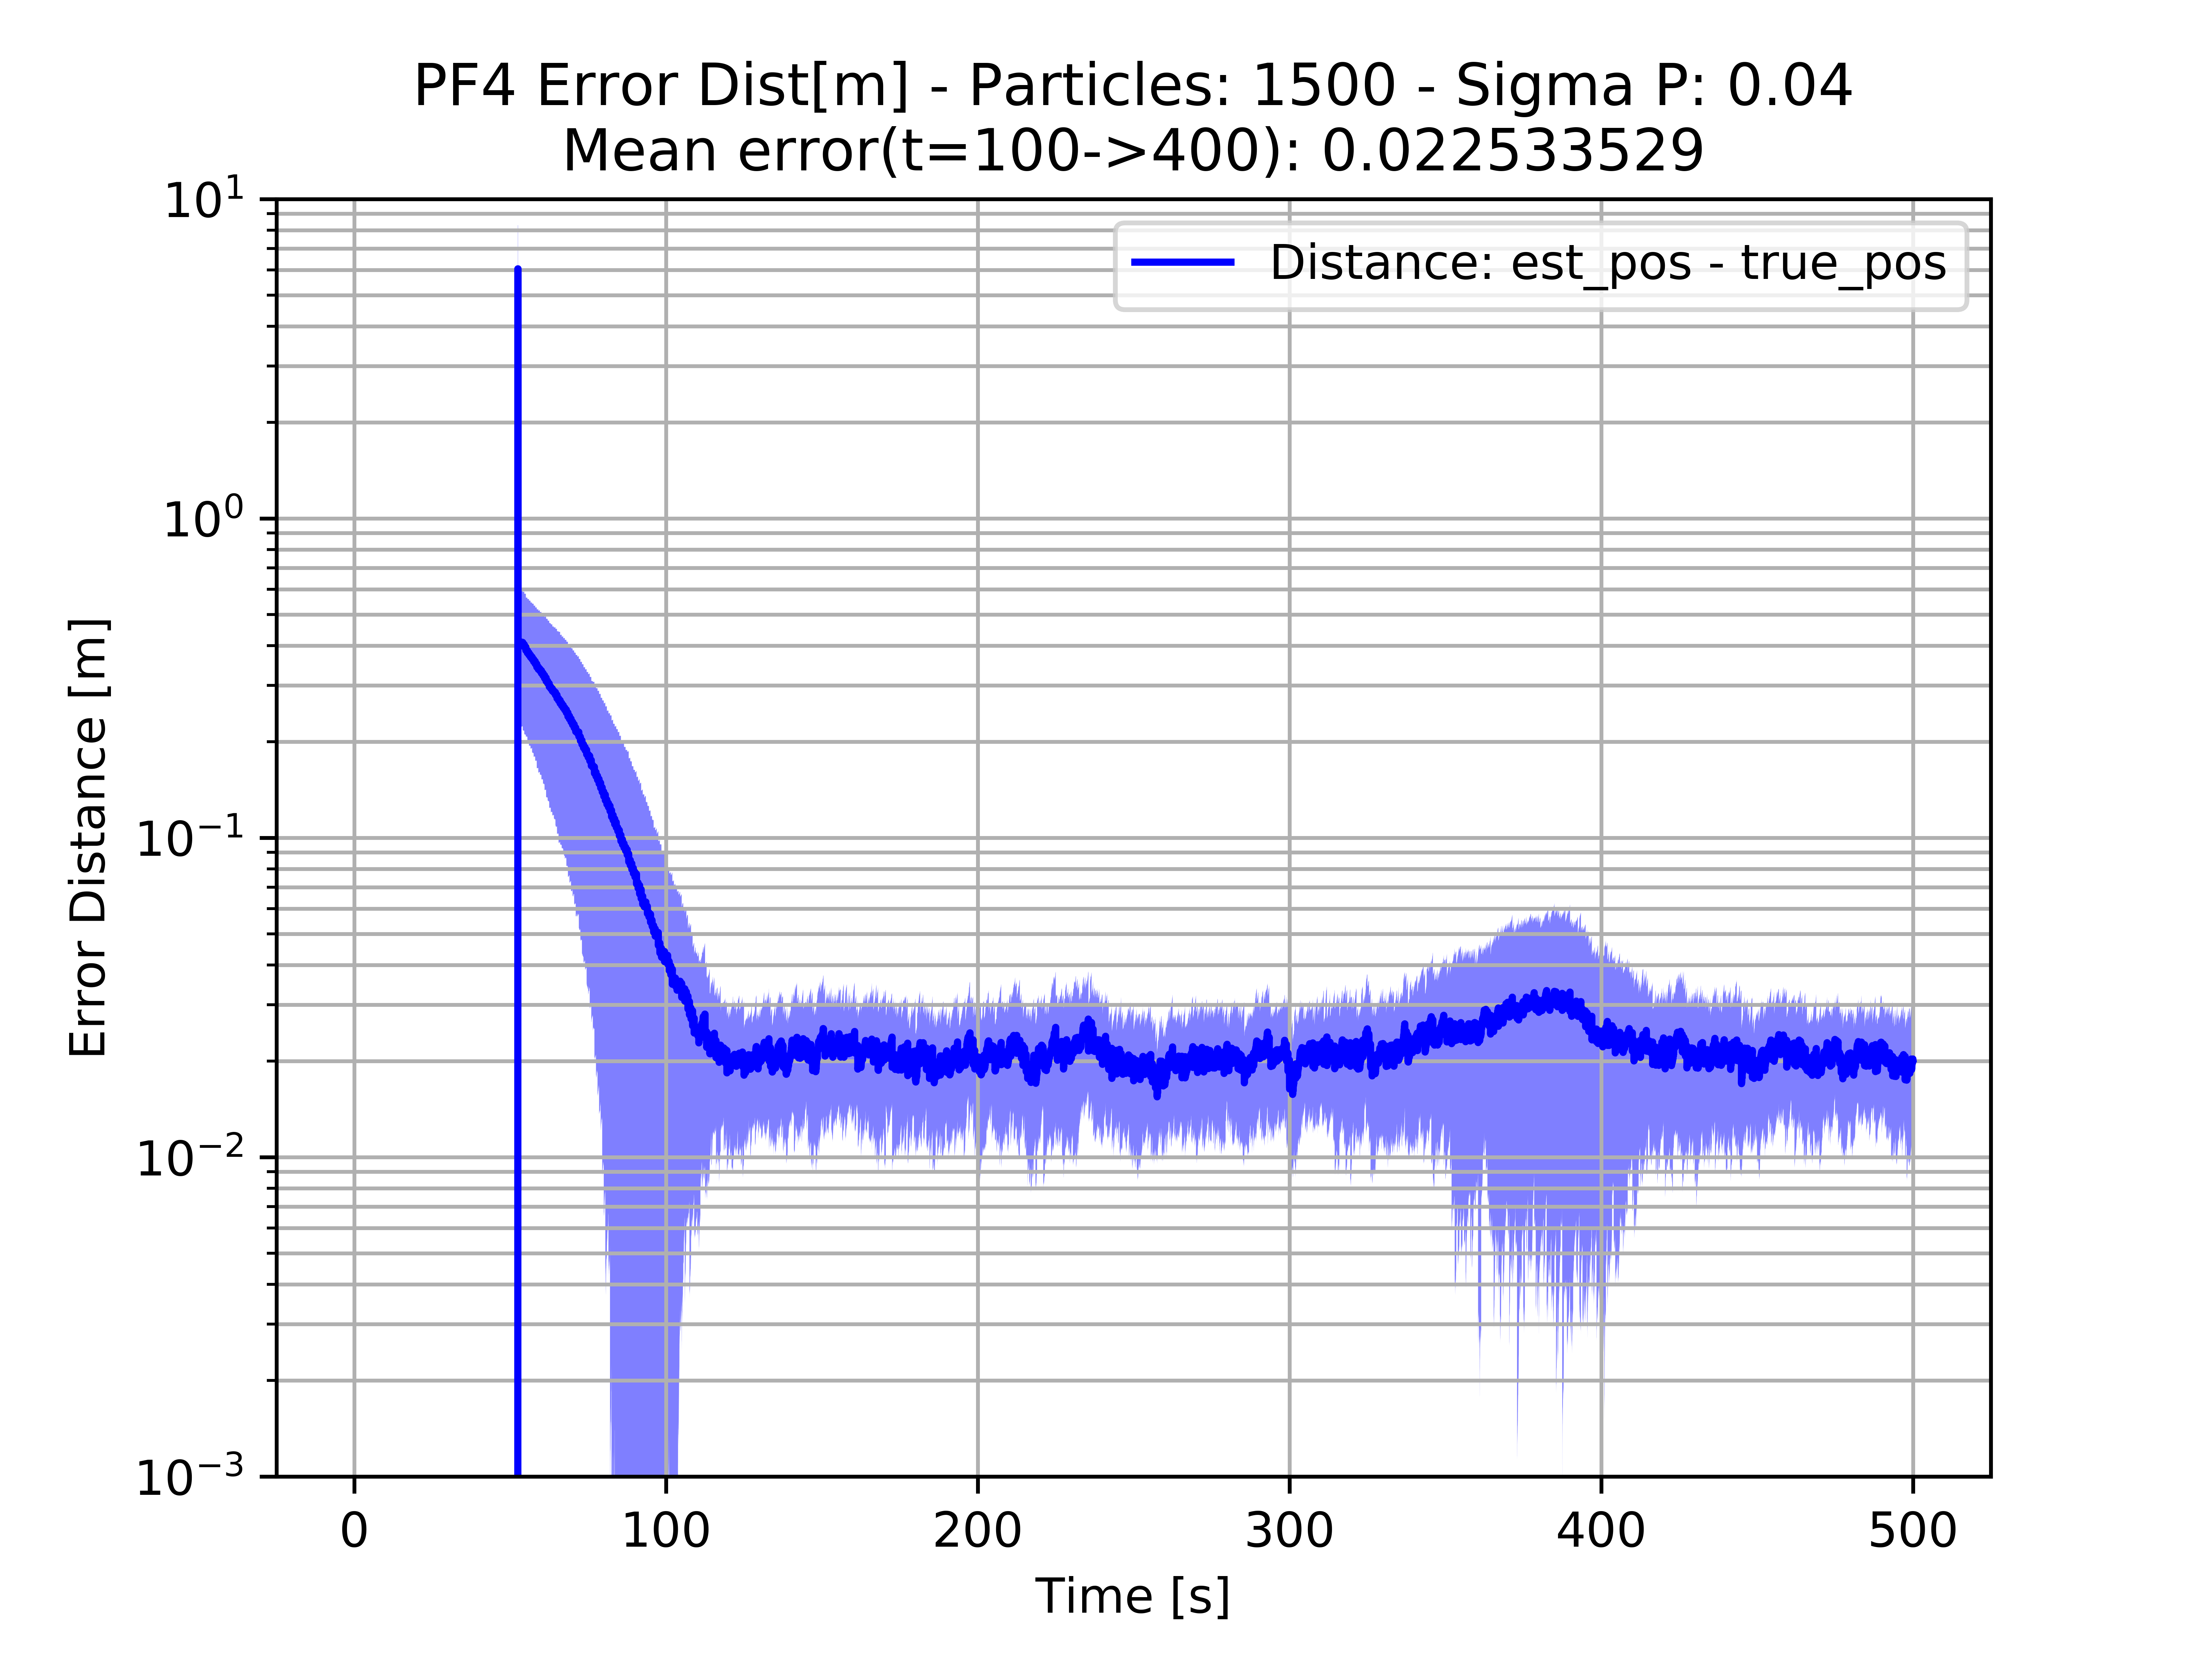 PF4 Error Dist[m] - Particles: 1500 - Sigma P: 0.04
Mean error(t=100->400): 0.022533529
Distance: est_pos - true_pos
Error Distance [m]
10¹
10⁰
10⁻¹
10⁻²
10⁻³
0 100 200 300 400 500
Time [s]